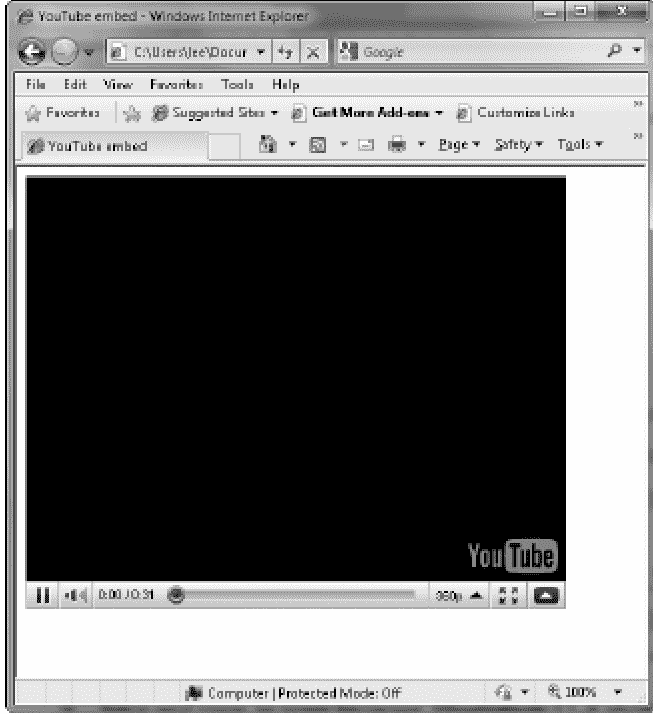 YouTube embed - Windows Internet Explorer
C:\Users\lee\Docur
Google
File Edit View Favorites Tools Help
Favorites Suggested Sites Get More Add-ons Customize Links
YouTube embed Page Safety Tools
YouTube
0:00 / 0:31 360p
Computer | Protected Mode: Off 100%